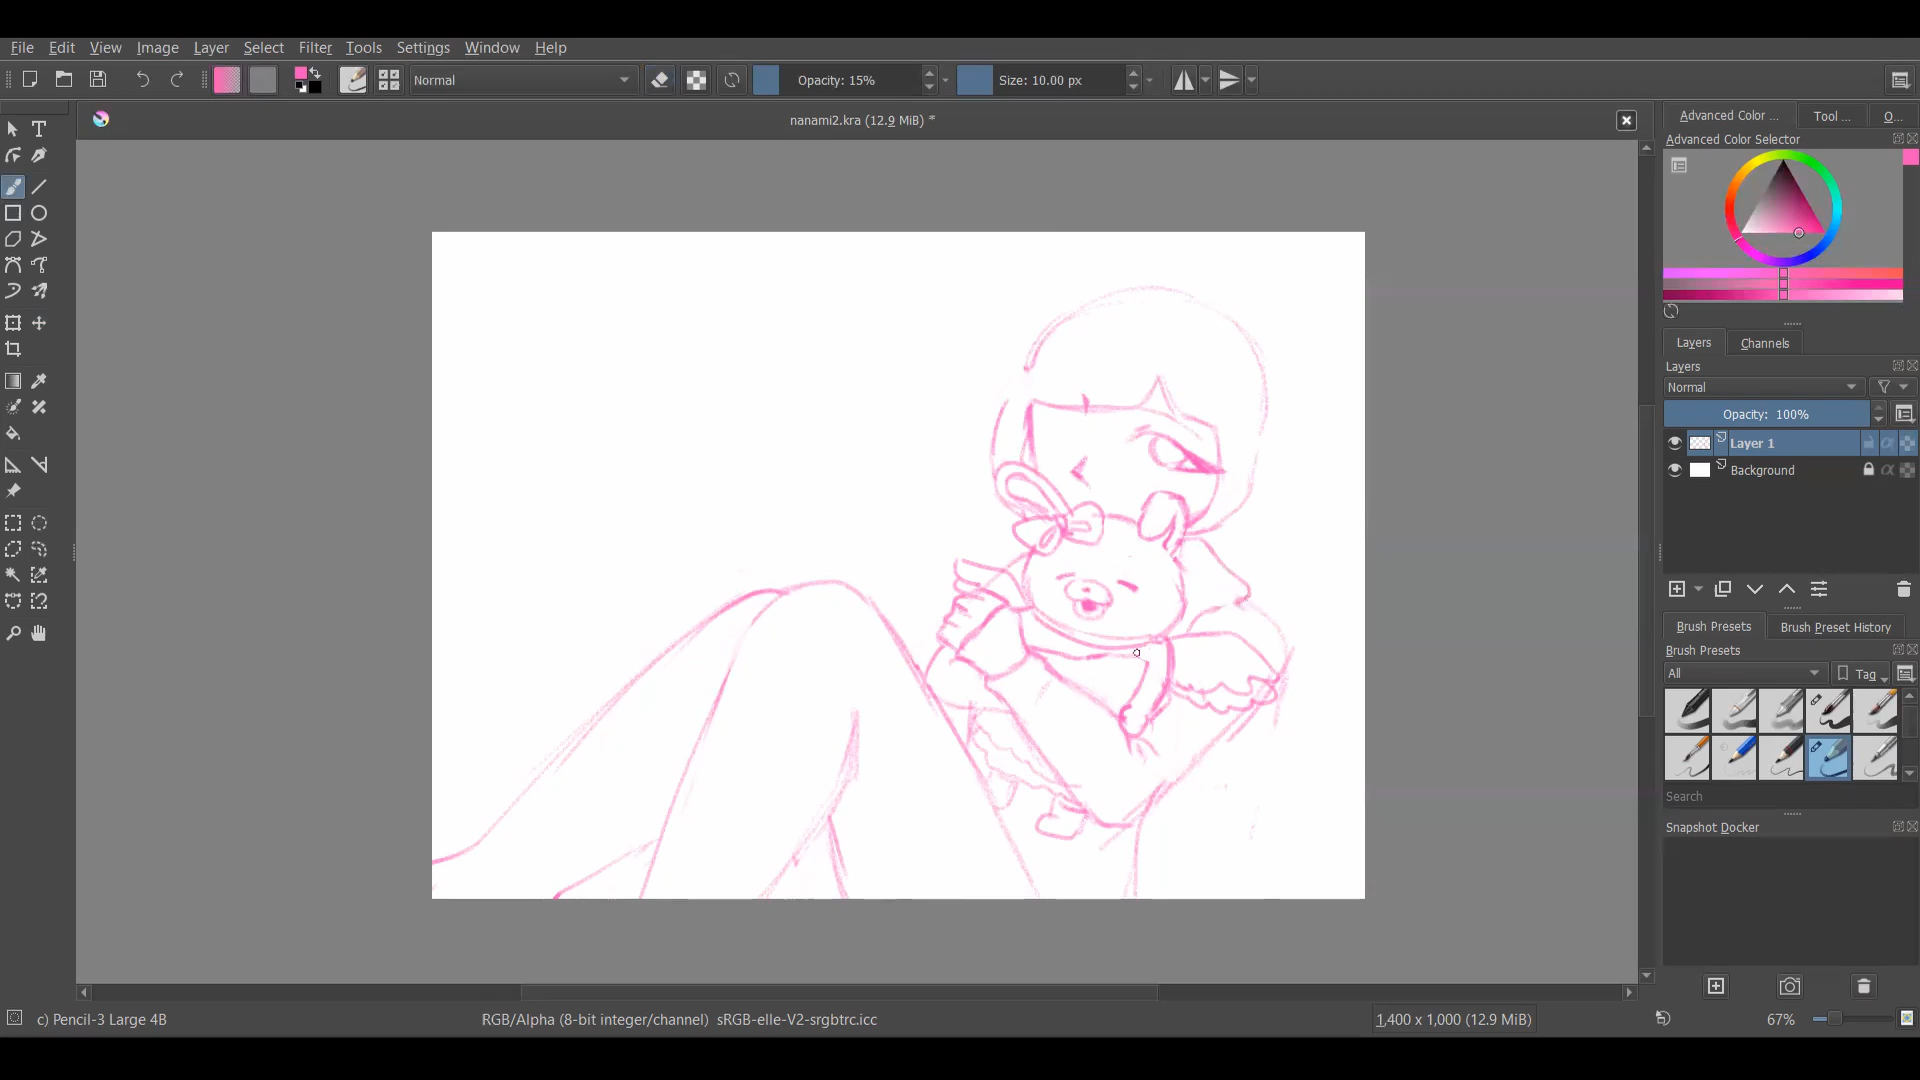 File Edit View Image Layer Select Filter Tools Settings Window Help
Normal Opacity: 15% Size: 10.00 px
nanami2.kra (12.9 MiB) *
Advanced Color ... Tool ... Q...
Advanced Color Selector
Layers Channels
Layers
Normal
Opacity: 100%
Layer 1
Background
Brush Presets Brush Preset History
Brush Presets
All Tag
Search
Snapshot Docker
c) Pencil-3 Large 4B RGB/Alpha (8-bit integer/channel) sRGB-elle-V2-srgbtrc.icc 1,400 x 1,000 (12.9 MiB) 67%